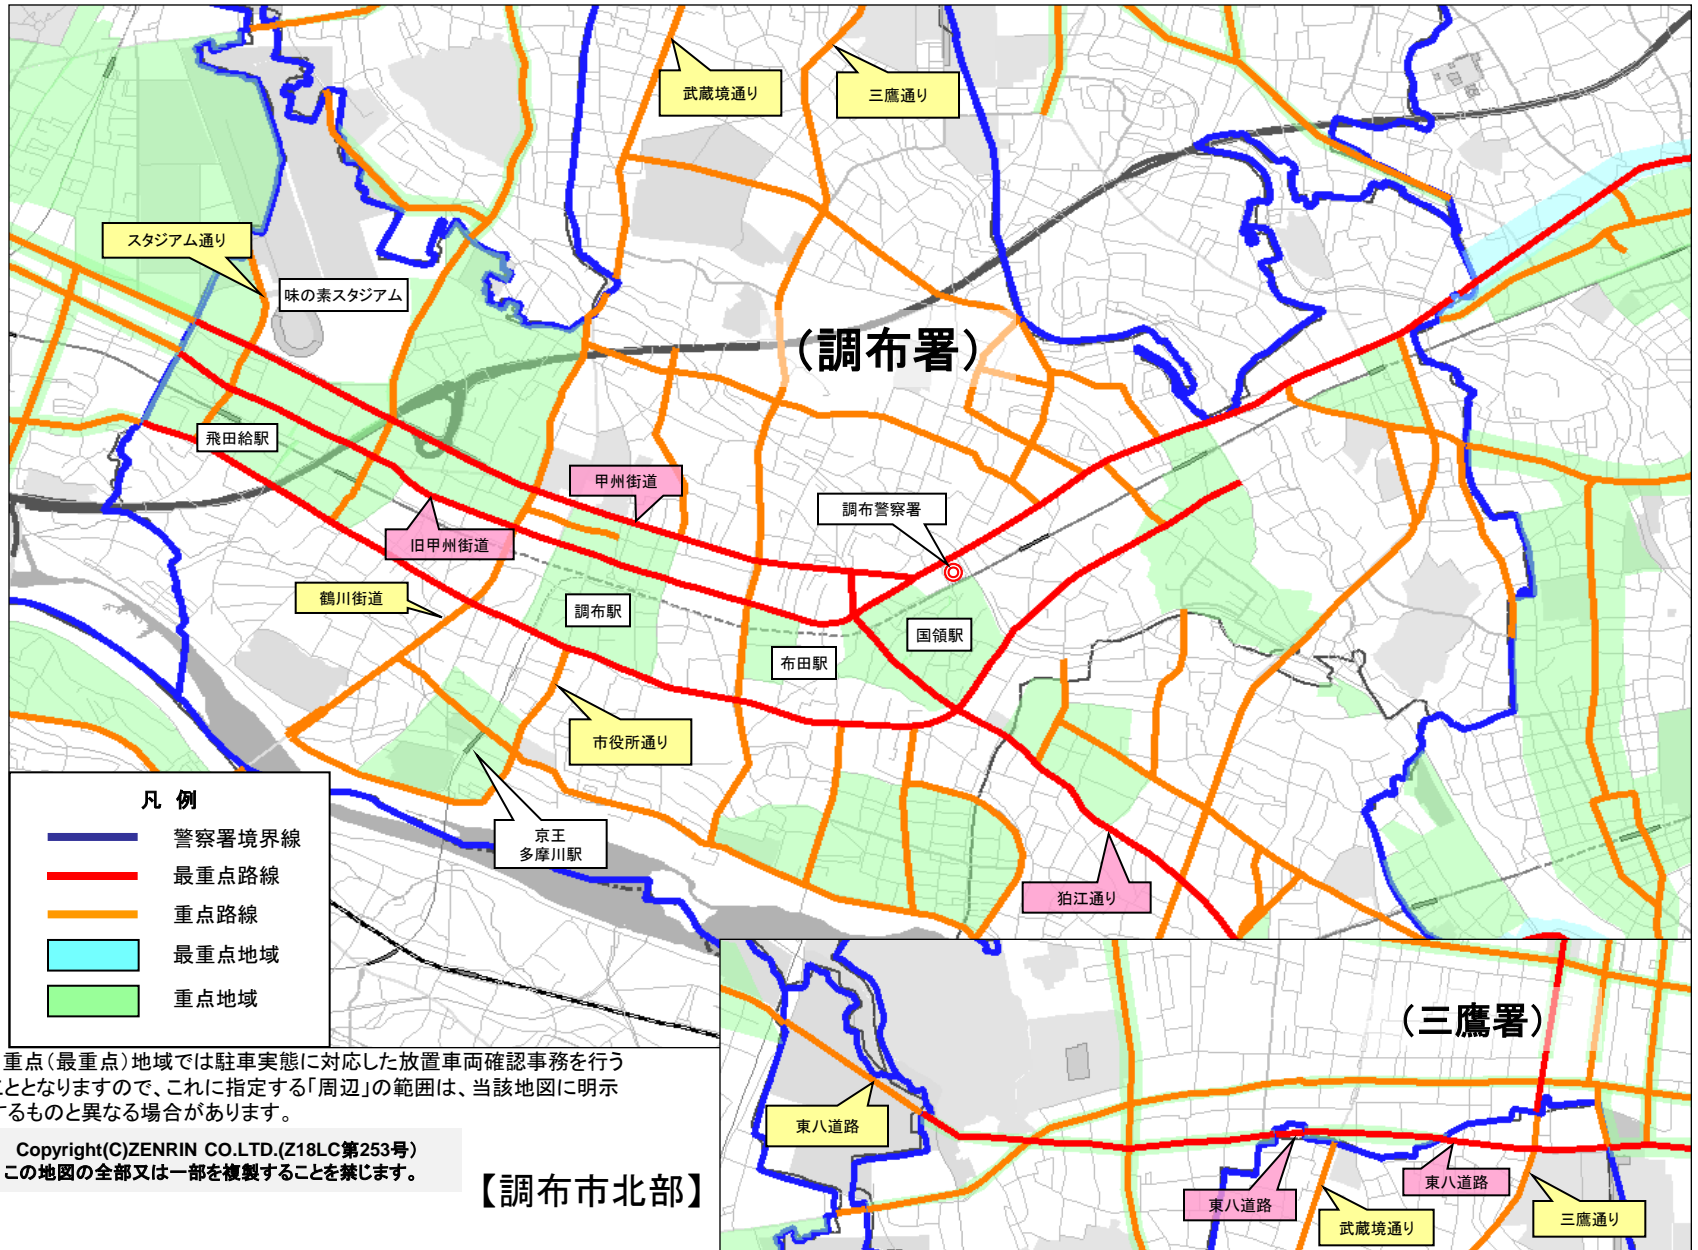 武蔵境通り
三鷹通り
スタジアム通り
味の素スタジアム
(調布署)
飛田給駅
甲州街道
調布警察署
旧甲州街道
鶴川街道
調布駅
国領駅
布田駅
市役所通り
京王
多摩川駅
狛江通り
凡 例
警察署境界線
最重点路線
重点路線
最重点地域
重点地域
重点(最重点)地域では駐車実態に対応した放置車両確認事務を行う
こととなりますので、これに指定する「周辺」の範囲は、当該地図に明示
するものと異なる場合があります。
Copyright(C)ZENRIN CO.LTD.(Z18LC第253号)
この地図の全部又は一部を複製することを禁じます。
【調布市北部】
(三鷹署)
東八道路
東八道路
東八道路
武蔵境通り
三鷹通り